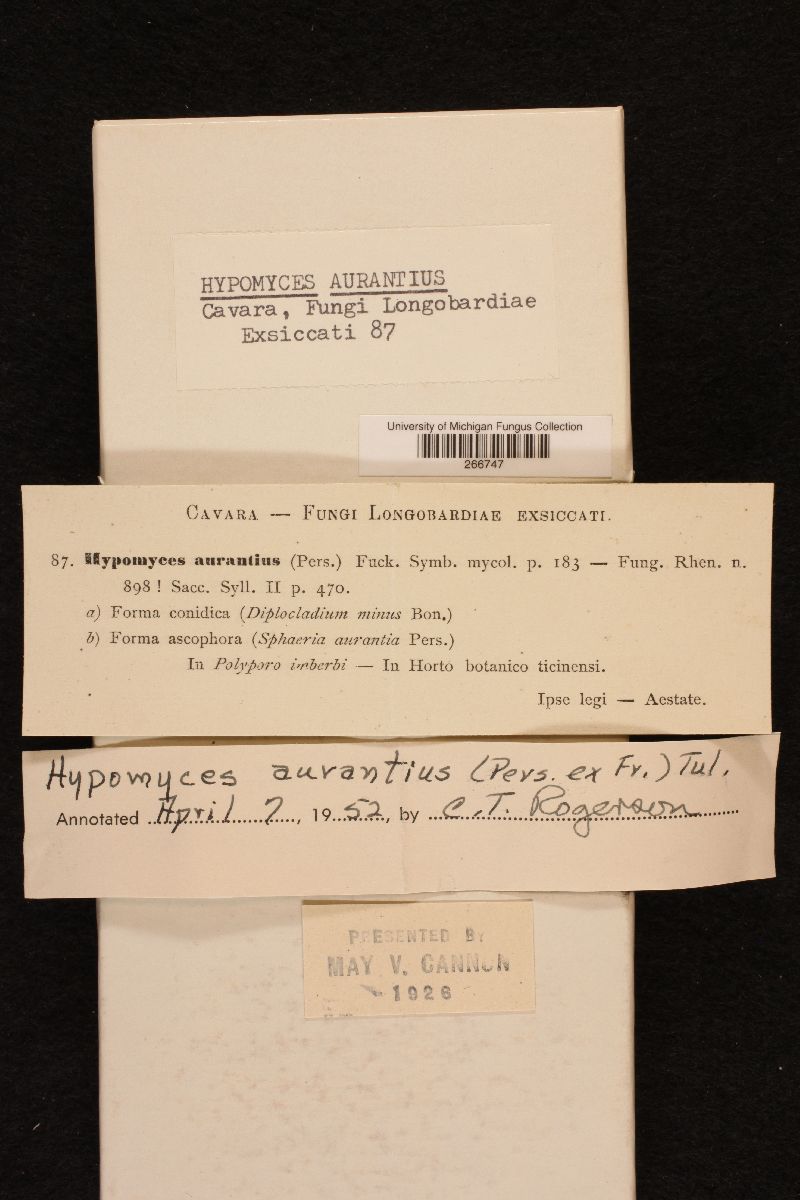 HYPOMYCES AURANTIUS
Cavara, Fungi Longobardiae
Exsiccati 87
University of Michigan Fungus Collection
266747
CAVARA — FUNGI LONGOBARDIAE EXSICCATI.
87. Hypomyces aurantius (Pers.) Fuck. Symb. mycol. p. 183 — Fung. Rhen. n.
898 ! Sacc. Syll. II p. 470.
a) Forma conidica (Diplocladium minus Bon.)
b) Forma ascophora (Sphaeria aurantia Pers.)
In Polyporo imberbi — In Horto botanico ticinensi.
Ipse legi — Aestate.
Hypomyces aurantius (Pers. ex Fr.) Tul.
Annotated April 7, 1952, by C.T. Rogerson
PRESENTED BY
MAY V. CANNON
1926